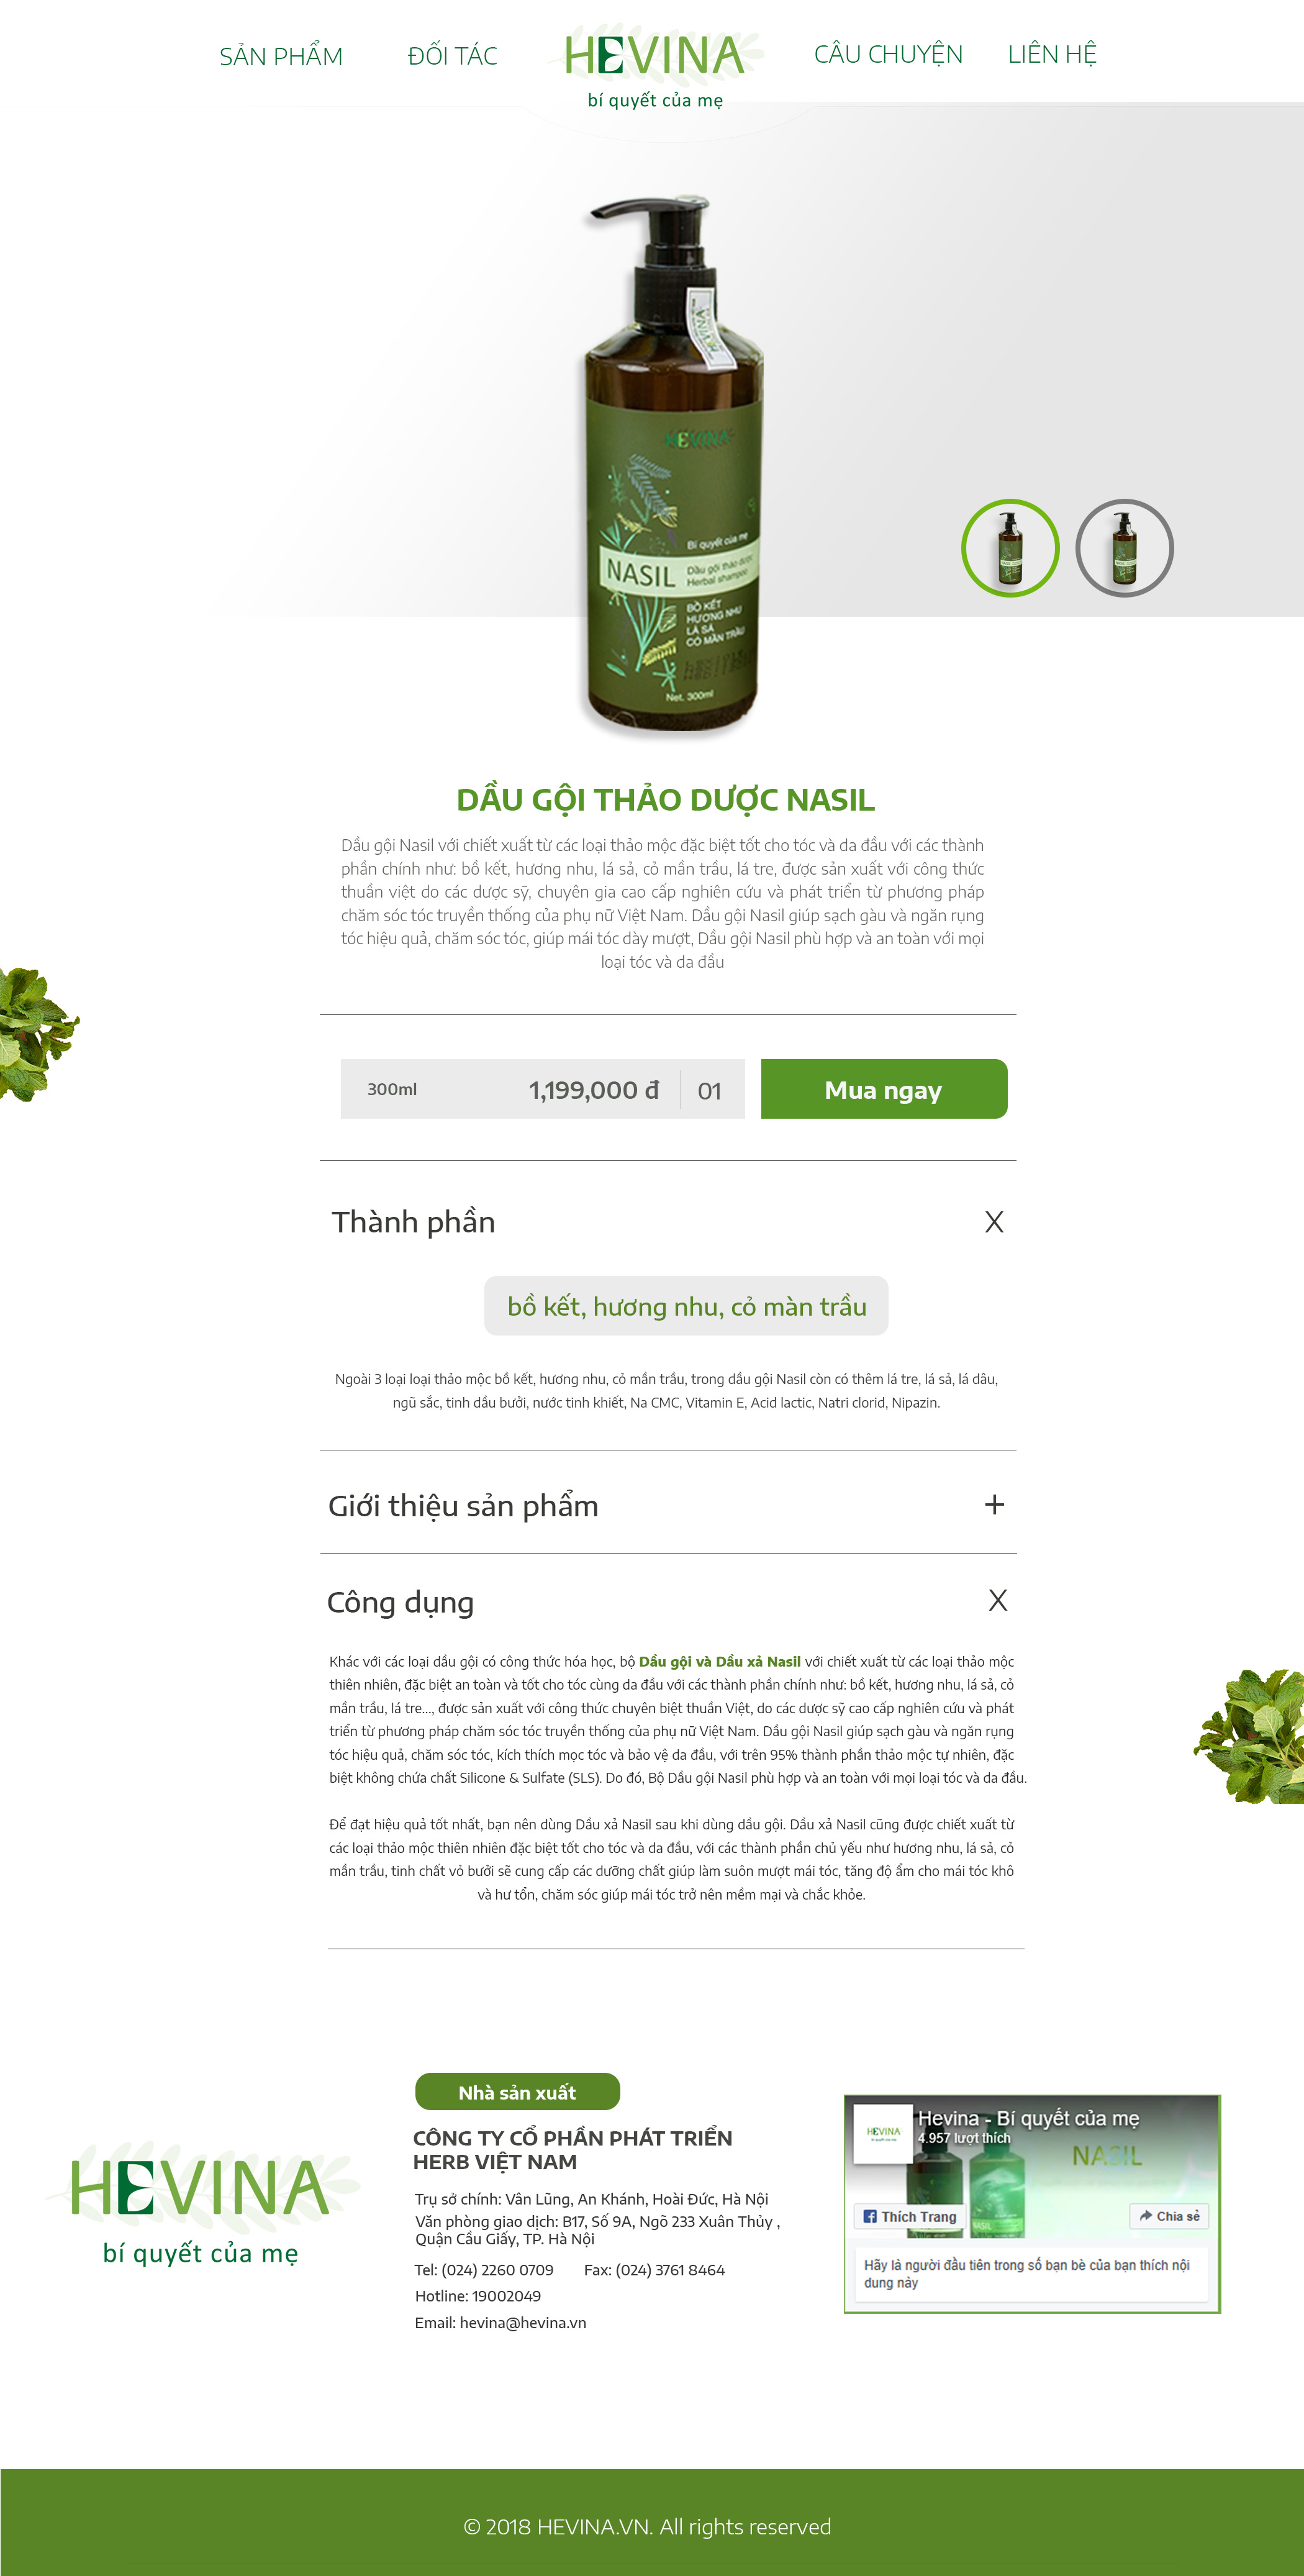 SẢN PHẨM
ĐỐI TÁC
HEVINA
bí quyết của mẹ
CÂU CHUYỆN
LIÊN HỆ
HEVINA
HEVINA
Bí quyết của mẹ
NASIL
Dầu gội thảo dược
Herbal shampoo
BỒ KẾT
HƯƠNG NHU
LÁ SẢ
CỎ MẦN TRẦU
Net. 300ml
DẦU GỘI THẢO DƯỢC NASIL
Dầu gội Nasil với chiết xuất từ các loại thảo mộc đặc biệt tốt cho tóc và da đầu với các thành
phần chính như: bồ kết, hương nhu, lá sả, cỏ mần trầu, lá tre, được sản xuất với công thức
thuần việt do các dược sỹ, chuyên gia cao cấp nghiên cứu và phát triển từ phương pháp
chăm sóc tóc truyền thống của phụ nữ Việt Nam. Dầu gội Nasil giúp sạch gàu và ngăn rụng
tóc hiệu quả, chăm sóc tóc, giúp mái tóc dày mượt, Dầu gội Nasil phù hợp và an toàn với mọi
loại tóc và da đầu
300ml
1,199,000 đ
01
Mua ngay
Thành phần
X
bồ kết, hương nhu, cỏ màn trầu
Ngoài 3 loại loại thảo mộc bồ kết, hương nhu, cỏ mần trầu, trong dầu gội Nasil còn có thêm lá tre, lá sả, lá dâu,
ngũ sắc, tinh dầu bưởi, nước tinh khiết, Na CMC, Vitamin E, Acid lactic, Natri clorid, Nipazin.
Giới thiệu sản phẩm
+
Công dụng
X
Khác với các loại dầu gội có công thức hóa học, bộ Dầu gội và Dầu xả Nasil với chiết xuất từ các loại thảo mộc
thiên nhiên, đặc biệt an toàn và tốt cho tóc cùng da đầu với các thành phần chính như: bồ kết, hương nhu, lá sả, cỏ
mần trầu, lá tre..., được sản xuất với công thức chuyên biệt thuần Việt, do các dược sỹ cao cấp nghiên cứu và phát
triển từ phương pháp chăm sóc tóc truyền thống của phụ nữ Việt Nam. Dầu gội Nasil giúp sạch gàu và ngăn rụng
tóc hiệu quả, chăm sóc tóc, kích thích mọc tóc và bảo vệ da đầu, với trên 95% thành phần thảo mộc tự nhiên, đặc
biệt không chứa chất Silicone & Sulfate (SLS). Do đó, Bộ Dầu gội Nasil phù hợp và an toàn với mọi loại tóc và da đầu.
Để đạt hiệu quả tốt nhất, bạn nên dùng Dầu xả Nasil sau khi dùng dầu gội. Dầu xả Nasil cũng được chiết xuất từ
các loại thảo mộc thiên nhiên đặc biệt tốt cho tóc và da đầu, với các thành phần chủ yếu như hương nhu, lá sả, cỏ
mần trầu, tinh chất vỏ bưởi sẽ cung cấp các dưỡng chất giúp làm suôn mượt mái tóc, tăng độ ẩm cho mái tóc khô
và hư tổn, chăm sóc giúp mái tóc trở nên mềm mại và chắc khỏe.
HEVINA
bí quyết của mẹ
Nhà sản xuất
CÔNG TY CỔ PHẦN PHÁT TRIỂN
HERB VIỆT NAM
Trụ sở chính: Vân Lũng, An Khánh, Hoài Đức, Hà Nội
Văn phòng giao dịch: B17, Số 9A, Ngõ 233 Xuân Thủy ,
Quận Cầu Giấy, TP. Hà Nội
Tel: (024) 2260 0709 Fax: (024) 3761 8464
Hotline: 19002049
Email: hevina@hevina.vn
HEVINA
Hevina - Bí quyết của mẹ
4.957 lượt thích
NASIL
Thích Trang
Chia sẻ
Hãy là người đầu tiên trong số bạn bè của bạn thích nội
dung này
© 2018 HEVINA.VN. All rights reserved